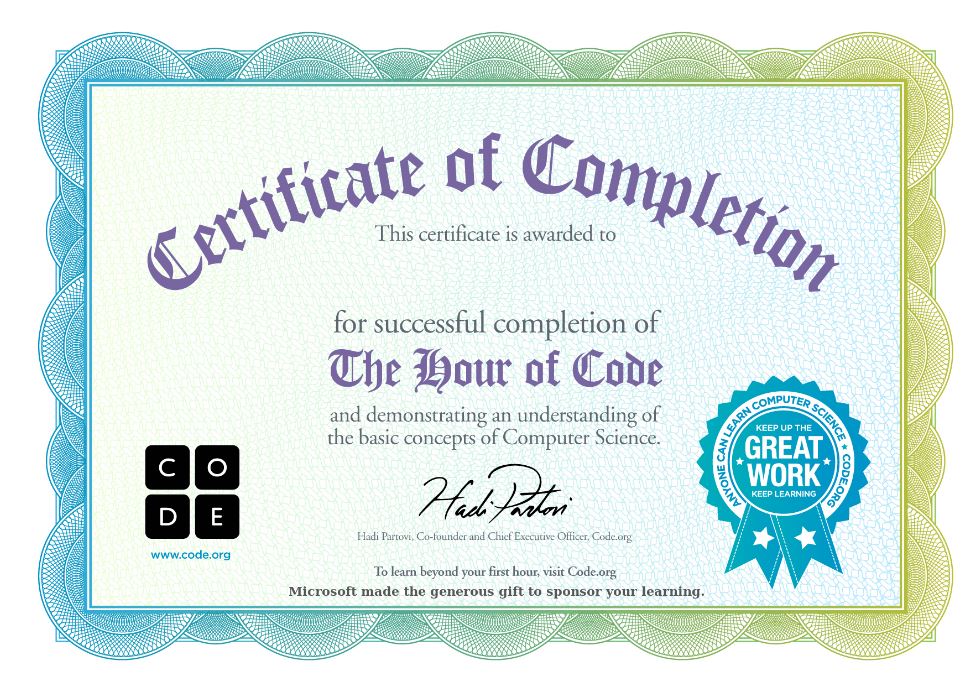 Certificate of Completion
This certificate is awarded to
for successful completion of
The Hour of Code
and demonstrating an understanding of
the basic concepts of Computer Science.
C O
D E
www.code.org
Hadi Partovi
Hadi Partovi, Co-founder and Chief Executive Officer, Code.org
To learn beyond your first hour, visit Code.org
Microsoft made the generous gift to sponsor your learning.
ANYONE CAN LEARN COMPUTER SCIENCE ★ CODE.ORG
KEEP UP THE
GREAT
WORK
KEEP LEARNING